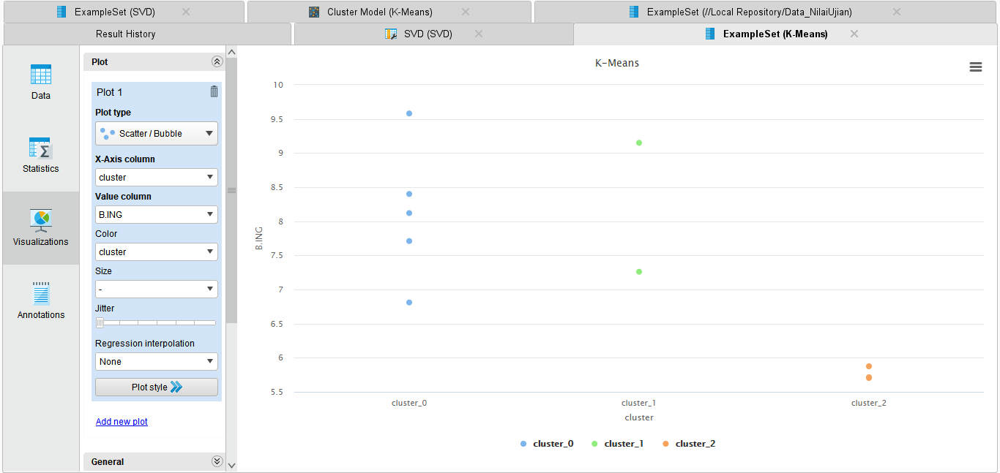 ExampleSet (SVD)
Cluster Model (K-Means)
ExampleSet (//Local Repository/Data_NilaiUjian)
Result History
SVD (SVD)
ExampleSet (K-Means)
Data
Statistics
Visualizations
Annotations
Plot
Plot 1
Plot type
Scatter / Bubble
X-Axis column
cluster
Value column
B.ING
Color
cluster
Size
-
Jitter
Regression interpolation
None
Plot style
Add new plot
General
K-Means
B.ING
10
9.5
9
8.5
8
7.5
7
6.5
6
5.5
cluster_0 cluster_1 cluster_2
cluster
cluster_0 cluster_1 cluster_2